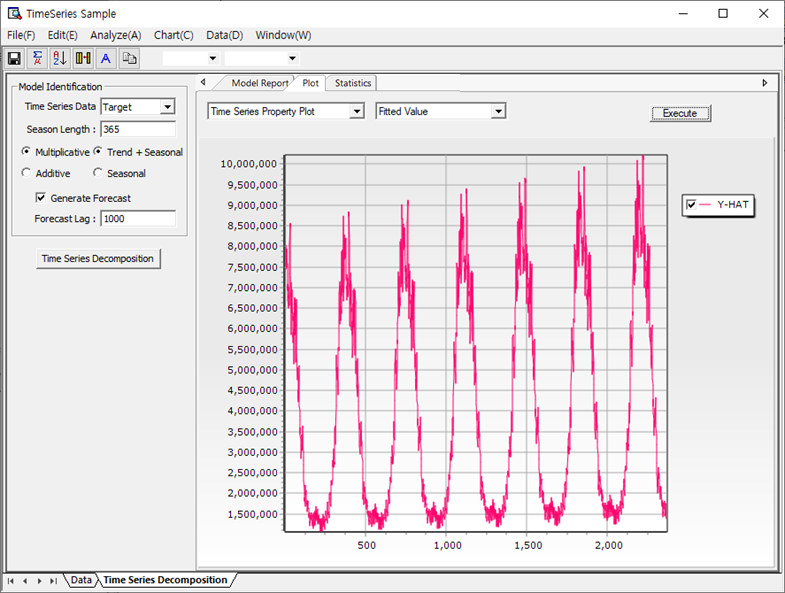 TimeSeries Sample
File(F) Edit(E) Analyze(A) Chart(C) Data(D) Window(W)
Model Identification
Time Series Data Target
Season Length : 365
Multiplicative Trend + Seasonal
Additive Seasonal
Generate Forecast
Forecast Lag : 1000
Time Series Decomposition
Model Report Plot Statistics
Time Series Property Plot Fitted Value Execute
10,000,000
9,500,000
9,000,000
8,500,000
8,000,000
7,500,000
7,000,000
6,500,000
6,000,000
5,500,000
5,000,000
4,500,000
4,000,000
3,500,000
3,000,000
2,500,000
2,000,000
1,500,000
500 1,000 1,500 2,000
Y-HAT
Data Time Series Decomposition